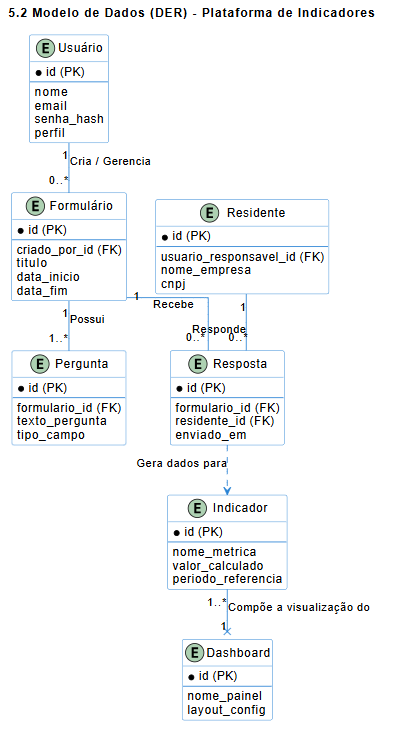 5.2 Modelo de Dados (DER) - Plataforma de Indicadores
E Usuário
id (PK)
nome
email
senha_hash
perfil
1
Cria / Gerencia
0..*
E Formulário
id (PK)
criado_por_id (FK)
titulo
data_inicio
data_fim
E Residente
id (PK)
usuario_responsavel_id (FK)
nome_empresa
cnpj
1
Recebe
0..*
1
Possui
1..*
1
Responde
0..*
E Pergunta
id (PK)
formulario_id (FK)
texto_pergunta
tipo_campo
E Resposta
id (PK)
formulario_id (FK)
residente_id (FK)
enviado_em
Gera dados para
E Indicador
id (PK)
nome_metrica
valor_calculado
periodo_referencia
1..*
Compõe a visualização do
1
E Dashboard
id (PK)
nome_painel
layout_config